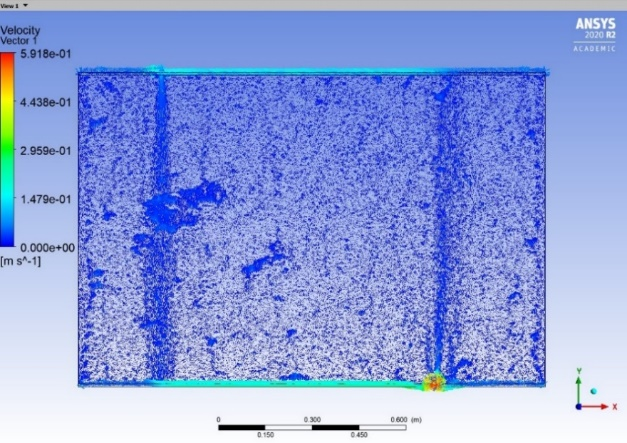 View 1
Velocity
Vector 1
5.918e-01
4.438e-01
2.959e-01
1.479e-01
0.000e+00
[m s^-1]
ANSYS
2020 R2
ACADEMIC
Y
X
0 0.300 0.600 (m)
0.150 0.450